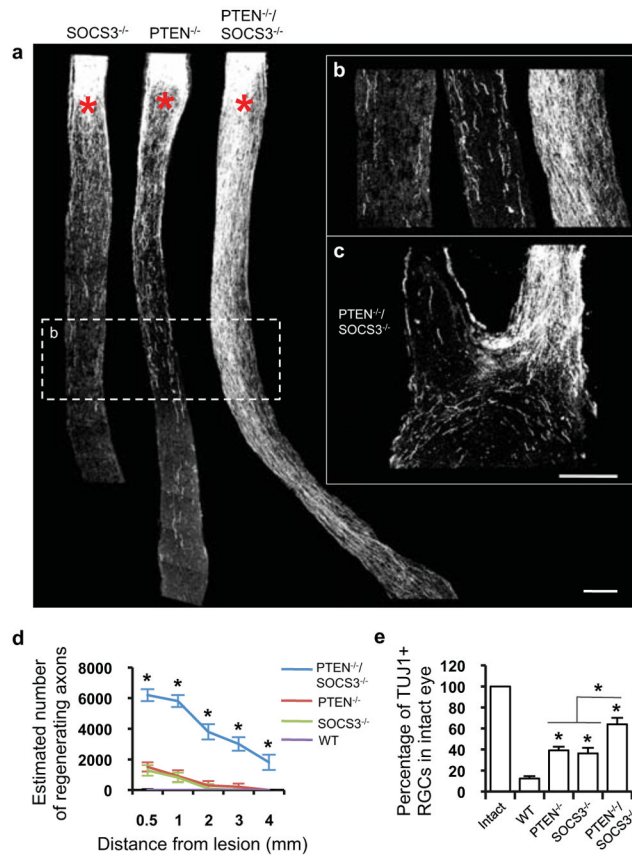 SOCS3⁻/⁻ PTEN⁻/⁻ PTEN⁻/⁻/
SOCS3⁻/⁻
a
*
*
*
b
b
c
PTEN⁻/⁻/
SOCS3⁻/⁻
d
Estimated number
of regenerating axons
8000
6000
4000
2000
0
* * * * *
0.5 1 2 3 4
Distance from lesion (mm)
PTEN⁻/⁻/
SOCS3⁻/⁻
PTEN⁻/⁻
SOCS3⁻/⁻
WT
e
Percentage of TUJ1+
RGCs in intact eye
120
100
80
60
40
20
0
*
* * *
Intact
WT
PTEN⁻/⁻
SOCS3⁻/⁻
PTEN⁻/⁻/
SOCS3⁻/⁻